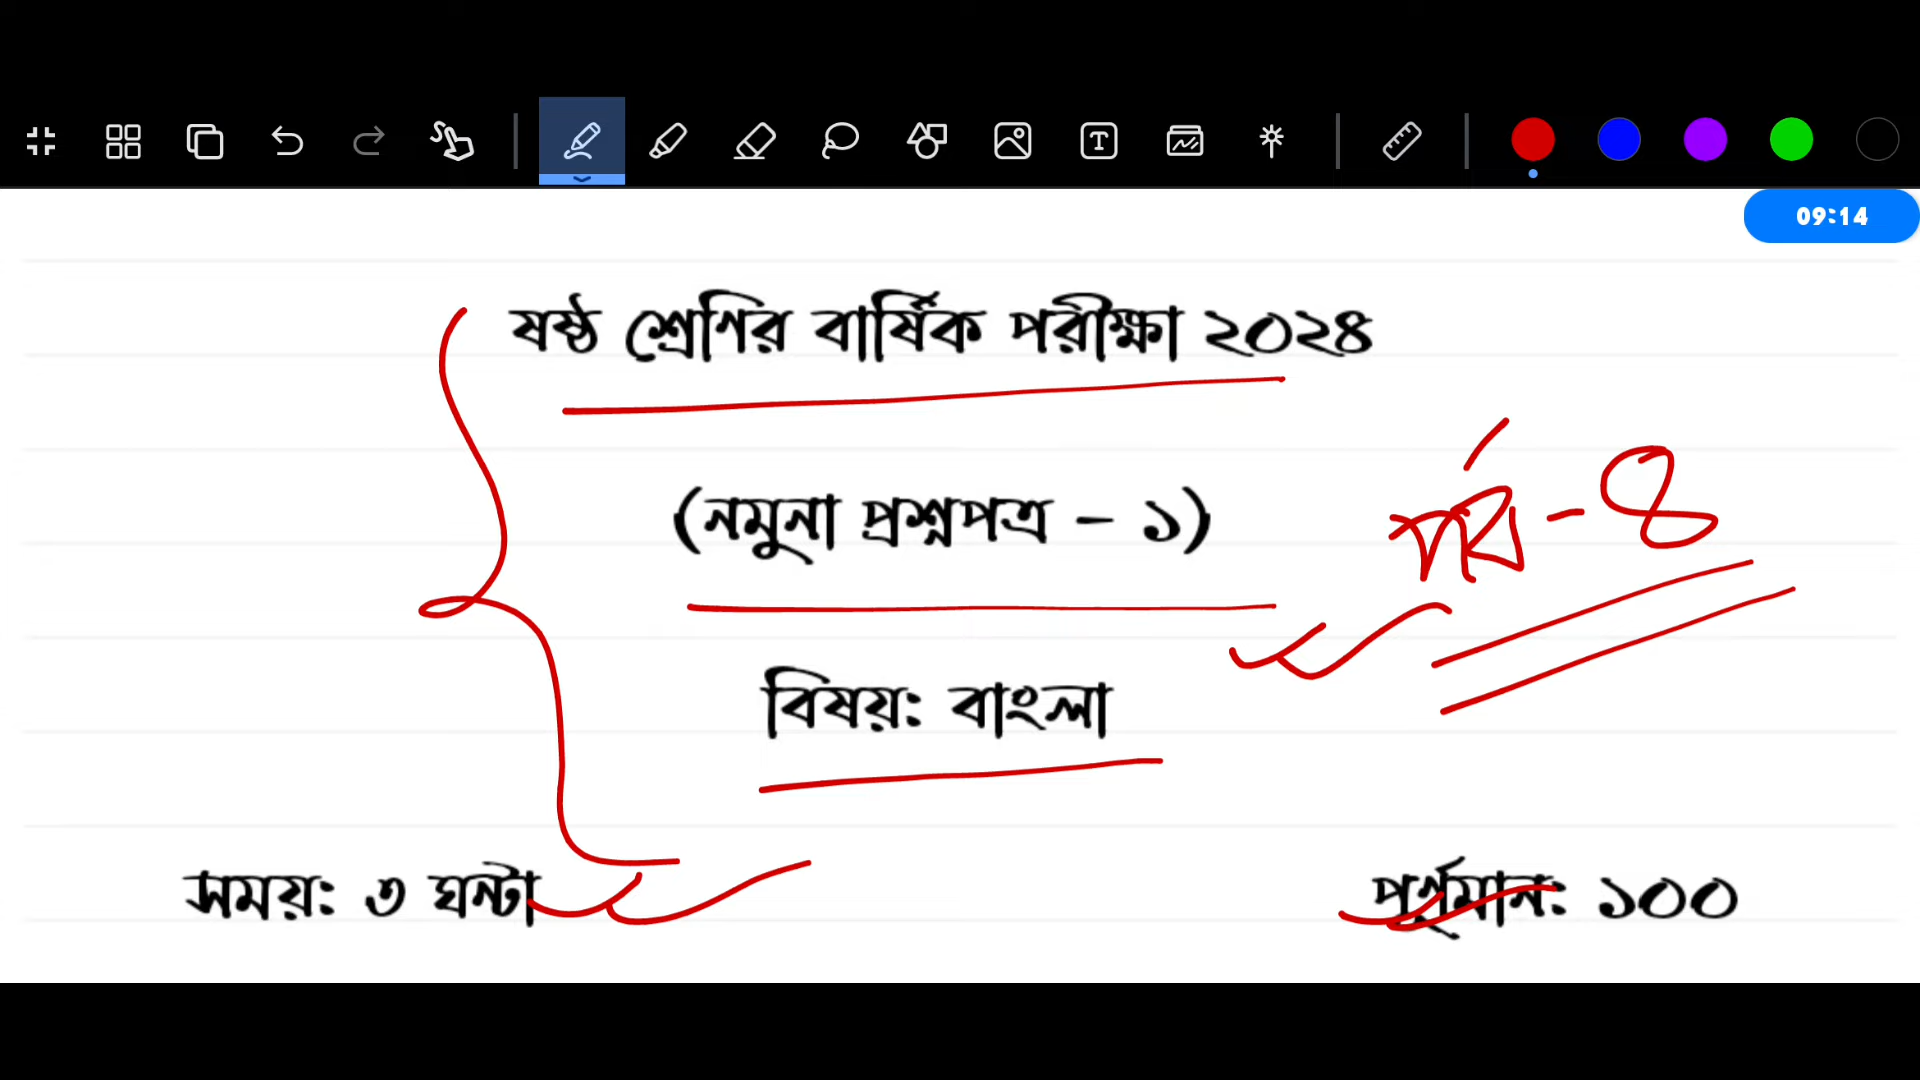 09:14
ষষ্ঠ শ্রেণির বার্ষিক পরীক্ষা ২০২৪
(নমুনা প্রশ্নপত্র – ১)
পর্ব - ৪
বিষয়: বাংলা
সময়: ৩ ঘন্টা
পূর্ণমান: ১০০